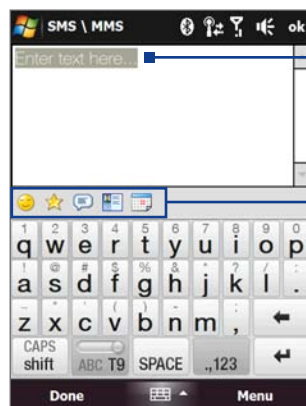 SMS \ MMS ok
Enter text here...
1 2 3 4 5 6 7 8 9 0
q w e r t y u i o p
! @ # $ % & + ? / :
a s d f g h j k l .
- ' ( ) " ;
z x c v b n m ,
CAPS
shift ABC T9 SPACE .,123
Done Menu